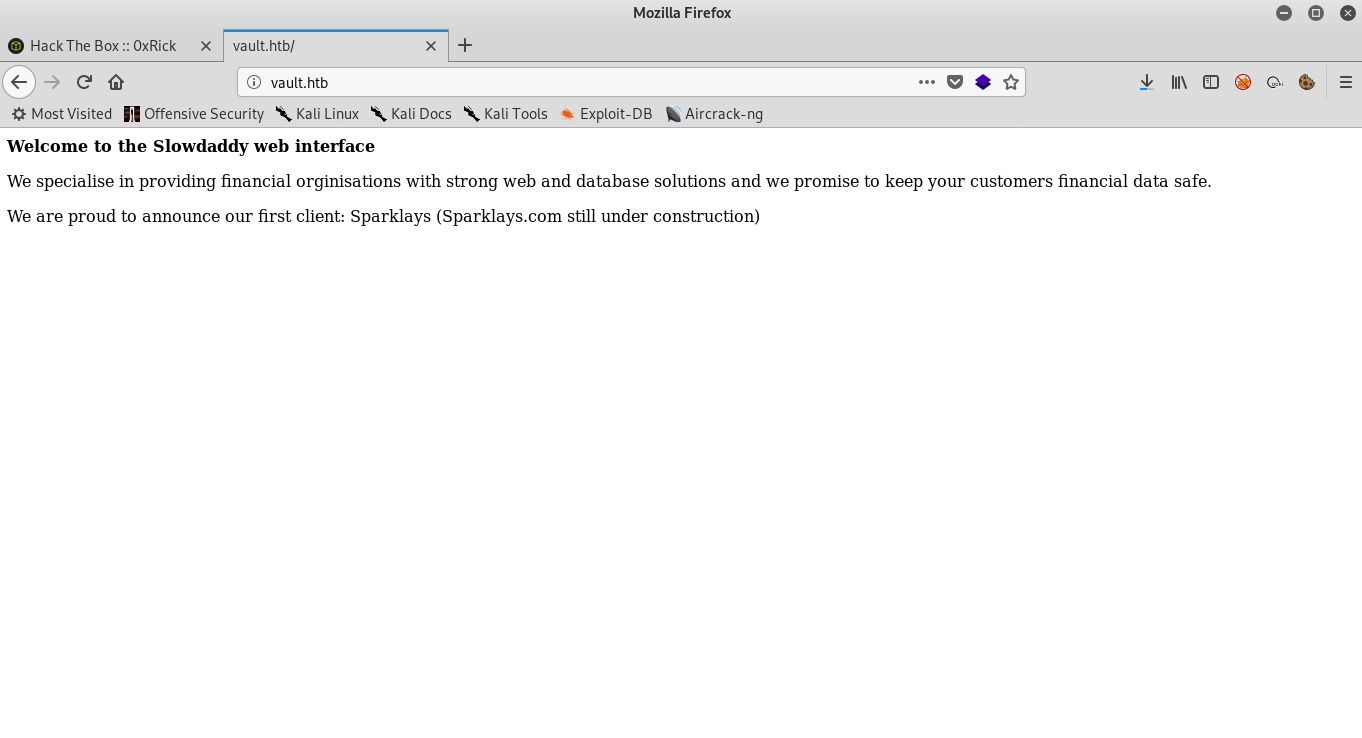 Mozilla Firefox
Hack The Box :: 0xRick
vault.htb/
vault.htb
Most Visited Offensive Security Kali Linux Kali Docs Kali Tools Exploit-DB Aircrack-ng
Welcome to the Slowdaddy web interface
We specialise in providing financial orginisations with strong web and database solutions and we promise to keep your customers financial data safe.
We are proud to announce our first client: Sparklays (Sparklays.com still under construction)